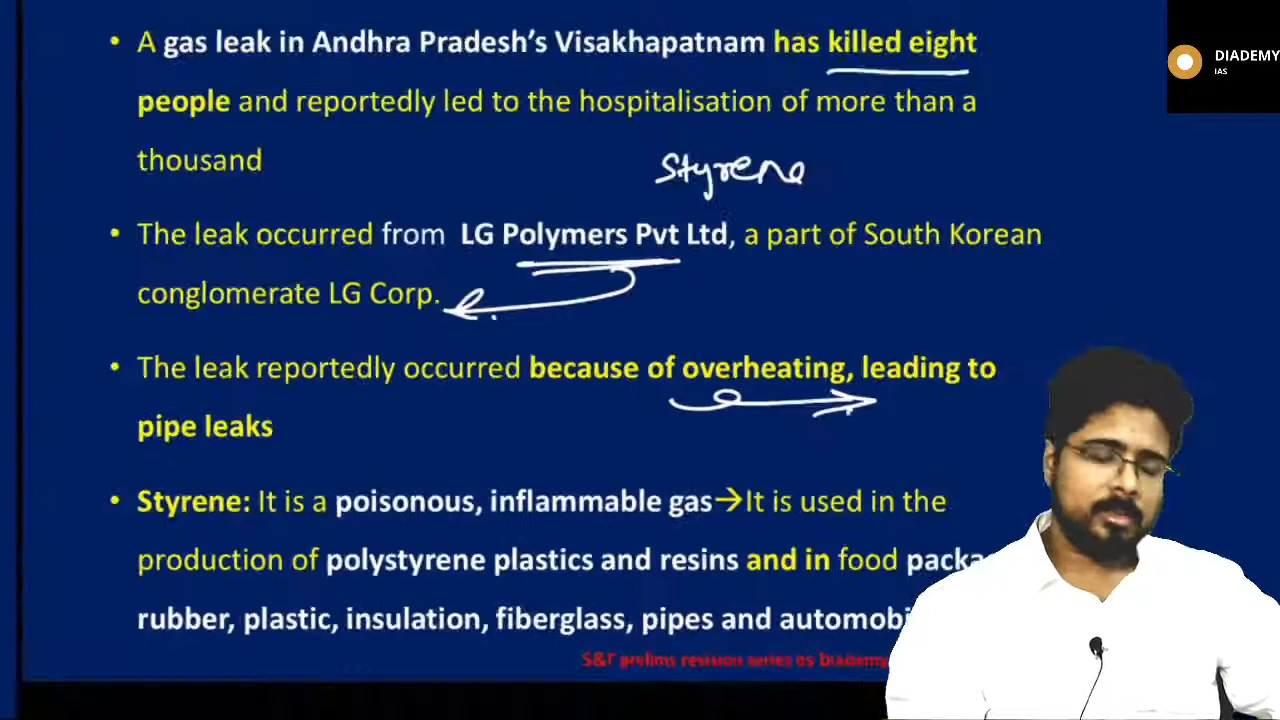 • A gas leak in Andhra Pradesh's Visakhapatnam has killed eight
people and reportedly led to the hospitalisation of more than a
thousand
Styrene
• The leak occurred from LG Polymers Pvt Ltd, a part of South Korean
conglomerate LG Corp.
• The leak reportedly occurred because of overheating, leading to
pipe leaks
• Styrene: It is a poisonous, inflammable gas→It is used in the
production of polystyrene plastics and resins and in food
rubber, plastic, insulation, fiberglass, pipes and
S&T prelims revision series
DIADEMY
IAS